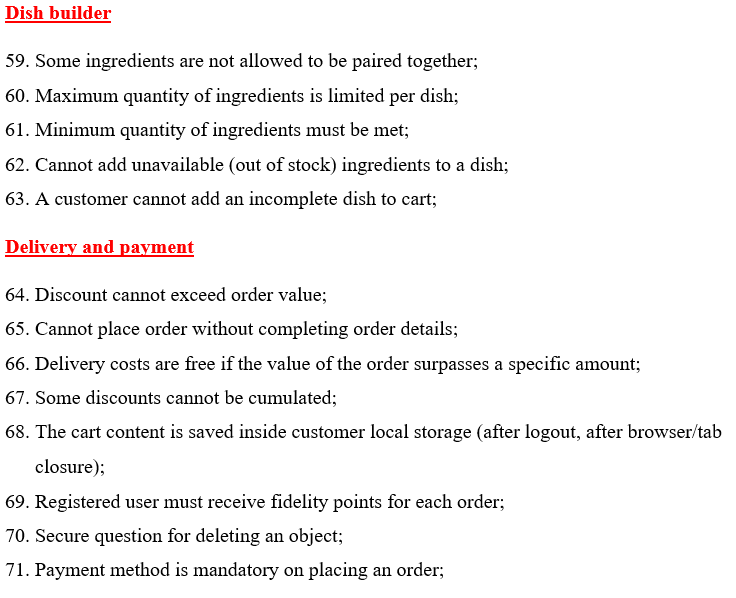 Dish builder
59. Some ingredients are not allowed to be paired together;
60. Maximum quantity of ingredients is limited per dish;
61. Minimum quantity of ingredients must be met;
62. Cannot add unavailable (out of stock) ingredients to a dish;
63. A customer cannot add an incomplete dish to cart;
Delivery and payment
64. Discount cannot exceed order value;
65. Cannot place order without completing order details;
66. Delivery costs are free if the value of the order surpasses a specific amount;
67. Some discounts cannot be cumulated;
68. The cart content is saved inside customer local storage (after logout, after browser/tab
closure);
69. Registered user must receive fidelity points for each order;
70. Secure question for deleting an object;
71. Payment method is mandatory on placing an order;